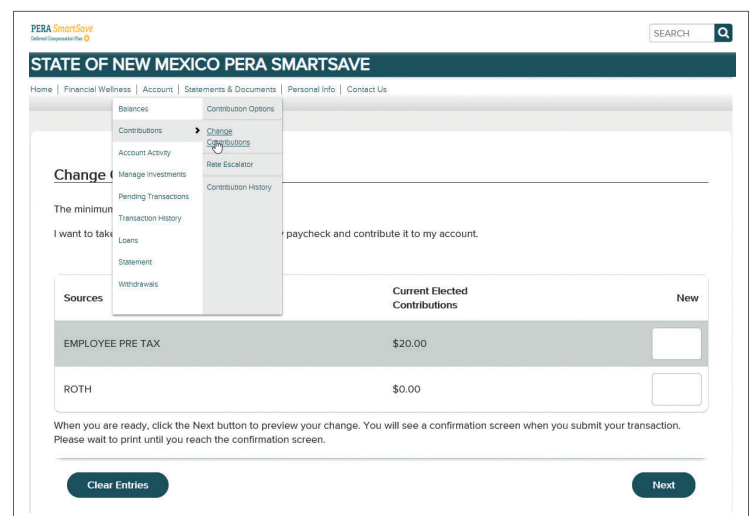 PERA SmartSave
Deferred Compensation Plan
SEARCH
STATE OF NEW MEXICO PERA SMARTSAVE
Home | Financial Wellness | Account | Statements & Documents | Personal Info | Contact Us
Balances
Contributions
Account Activity
Manage Investments
Pending Transactions
Transaction History
Loans
Statement
Withdrawals
Contribution Options
Change
Contributions
Rate Escalator
Contribution History
Change
The minimum
I want to take paycheck and contribute it to my account.
Sources Current Elected Contributions New
EMPLOYEE PRE TAX $20.00
ROTH $0.00
When you are ready, click the Next button to preview your change. You will see a confirmation screen when you submit your transaction.
Please wait to print until you reach the confirmation screen.
Clear Entries Next